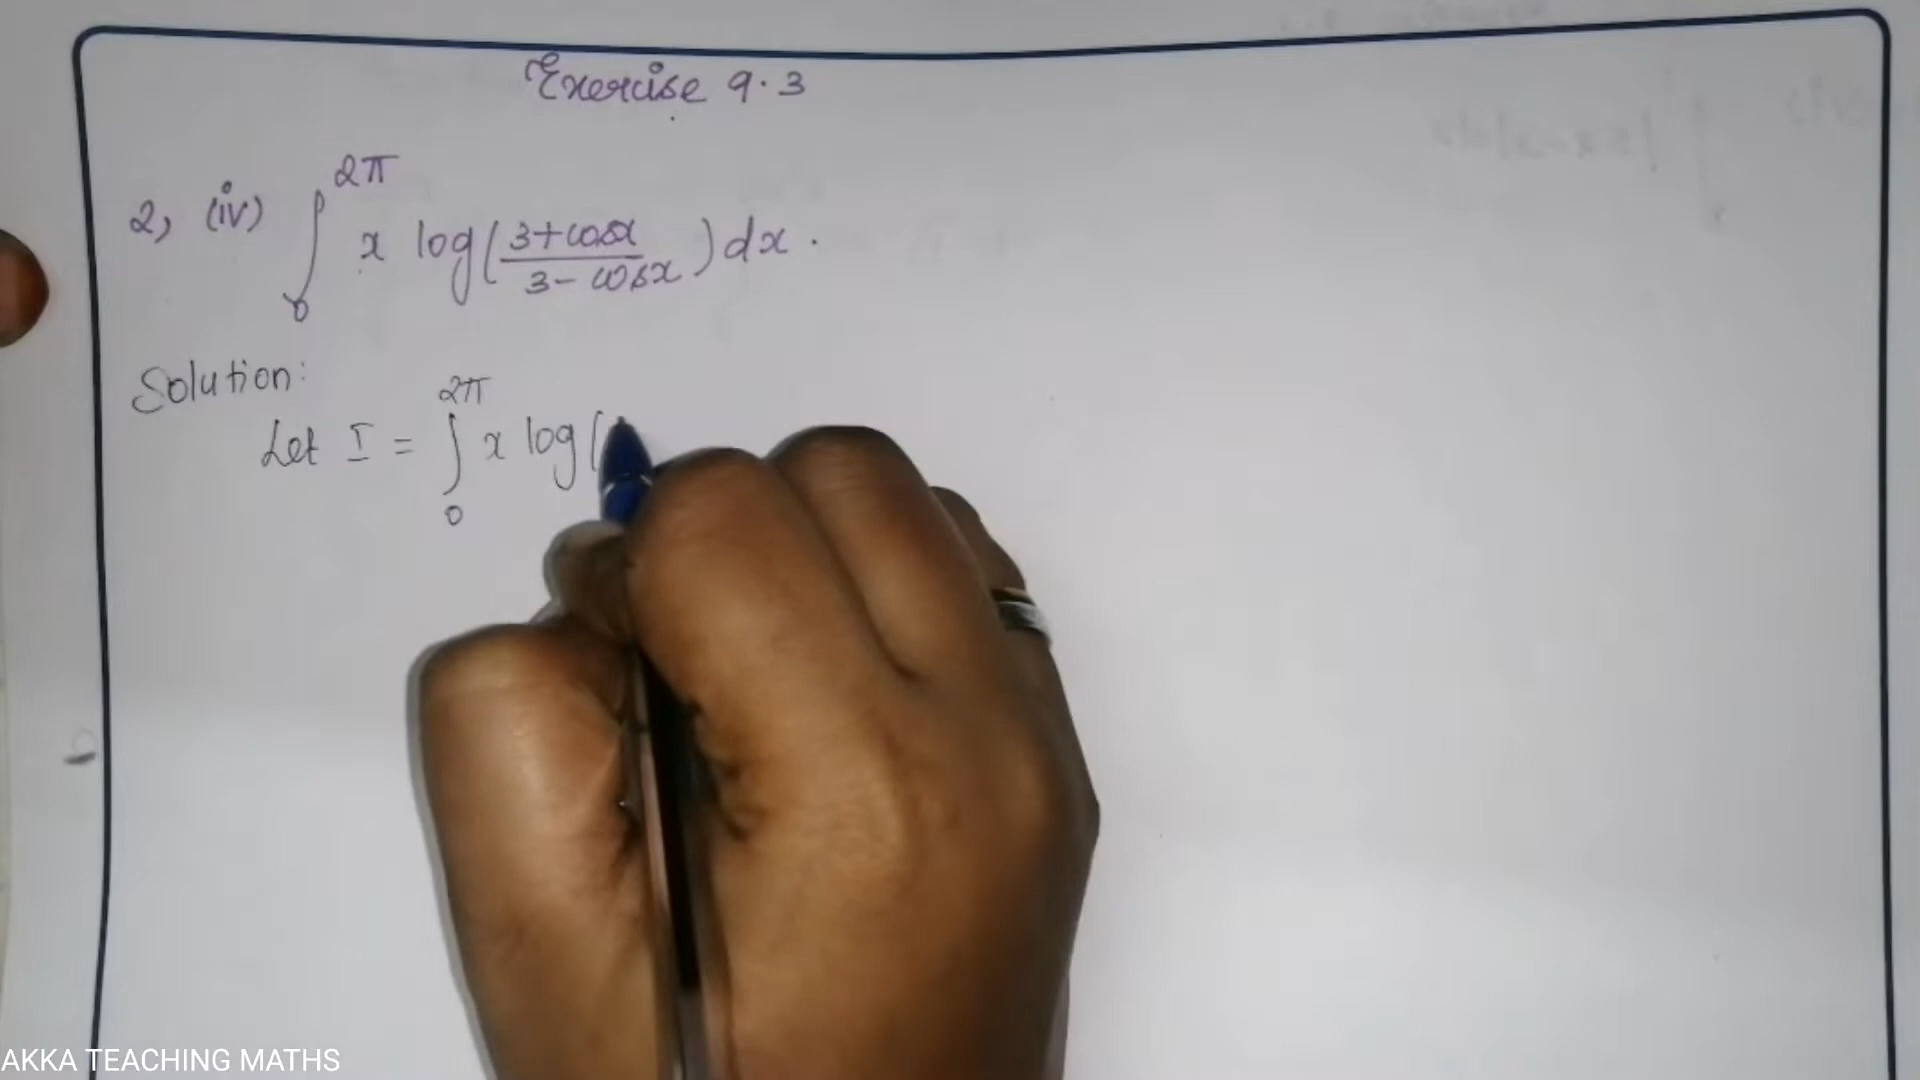 Exercise 9.3
2, (iv) ∫₀^2π x log(3+cosx / 3-cosx) dx.
Solution:
Let I = ∫₀^2π x log(
AKKA TEACHING MATHS